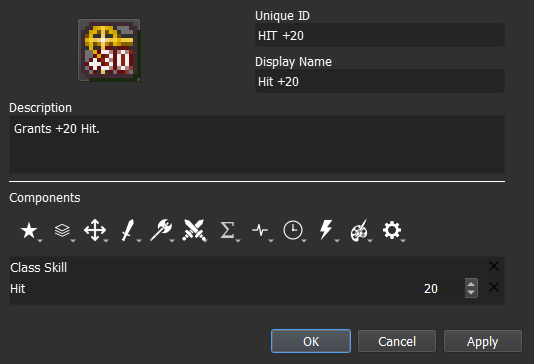 Unique ID
HIT +20
Display Name
Hit +20
Description
Grants +20 Hit.
Components
Class Skill
Hit
20
OK
Cancel
Apply